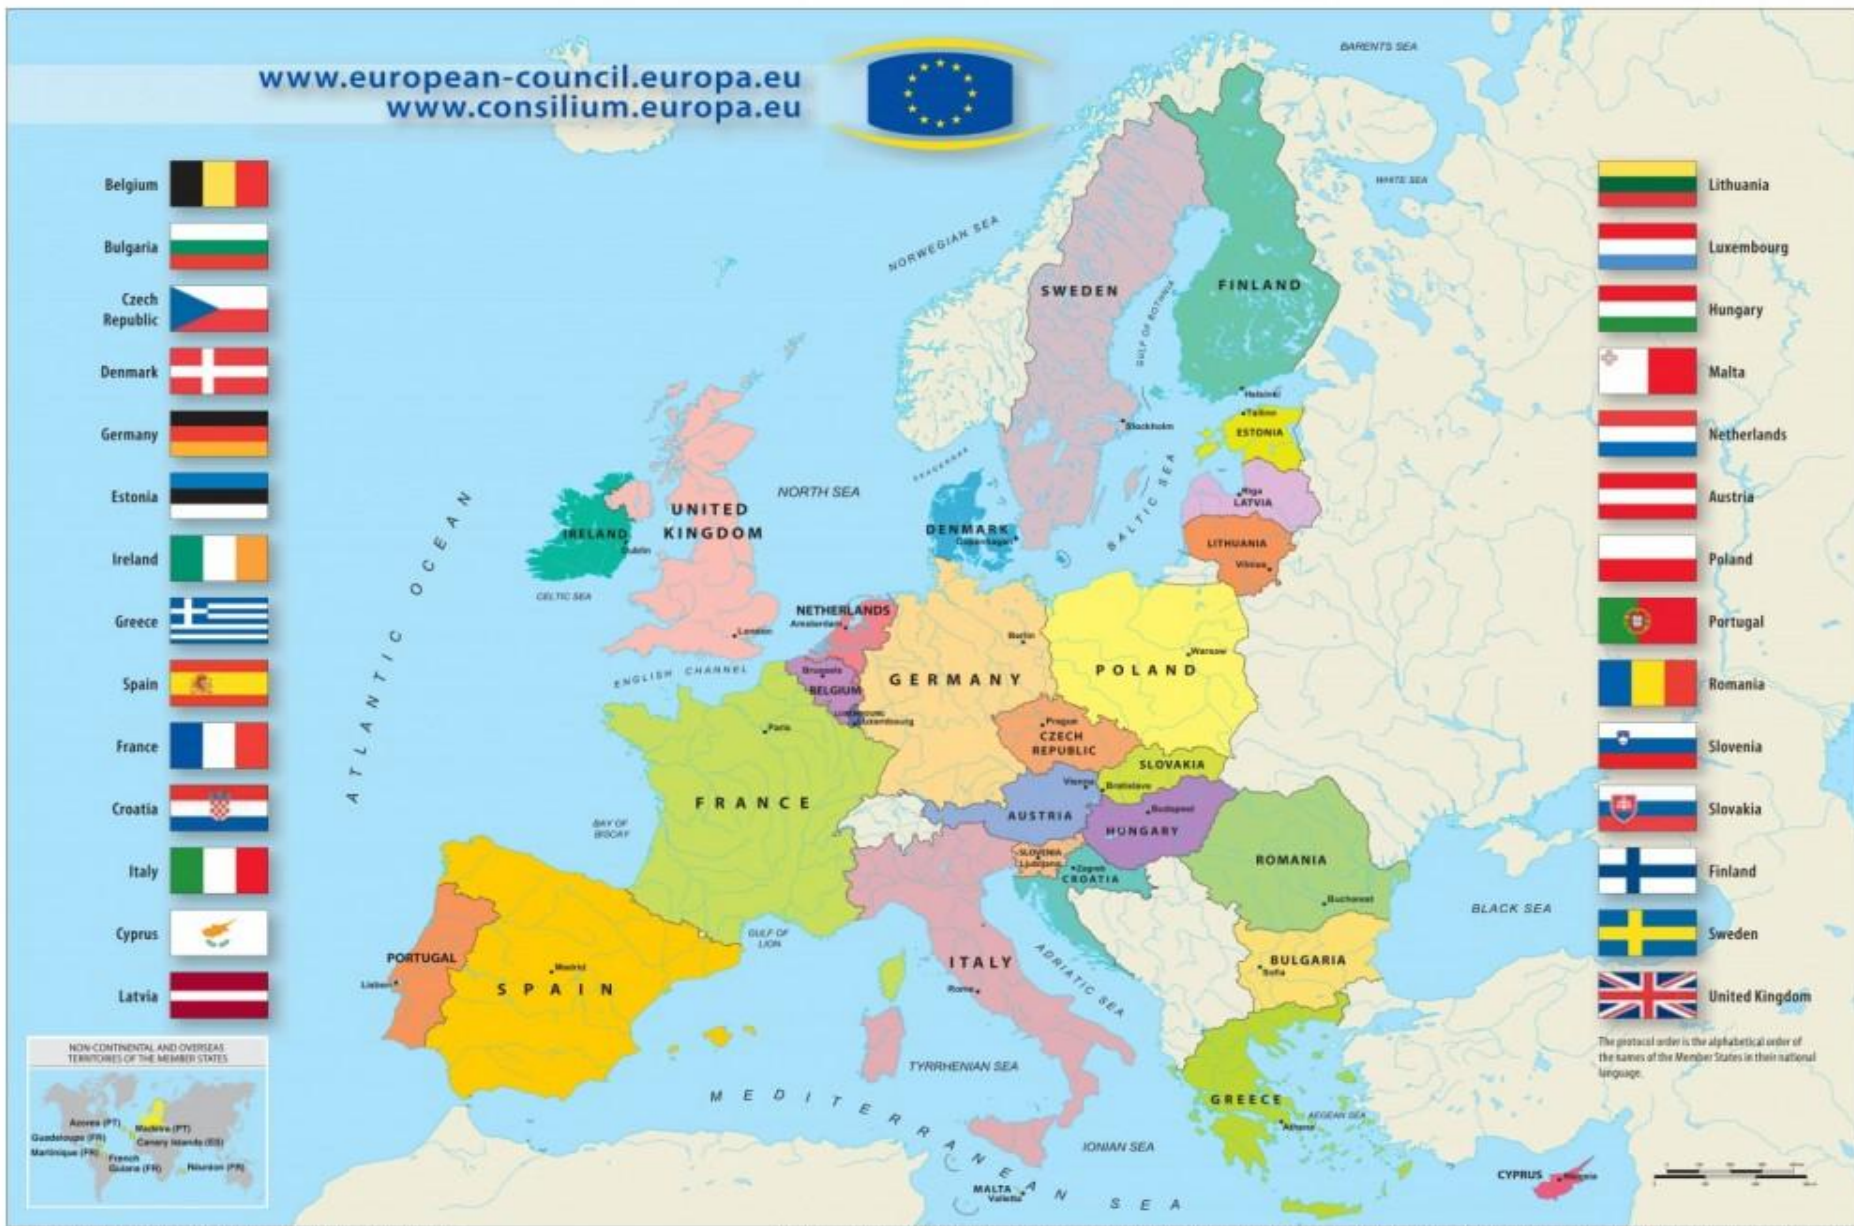 www.european-council.europa.eu
www.consilium.europa.eu
Belgium
Bulgaria
Czech
Republic
Denmark
Germany
Estonia
Ireland
Greece
Spain
France
Croatia
Italy
Cyprus
Latvia
Lithuania
Luxembourg
Hungary
Malta
Netherlands
Austria
Poland
Portugal
Romania
Slovenia
Slovakia
Finland
Sweden
United Kingdom
The protocol order is the alphabetical order of
the names of the Member States in their national
language.
BARENTS SEA
WHITE SEA
NORWEGIAN SEA
SWEDEN
FINLAND
GULF OF BOTHNIA
Helsinki
Tallinn
ESTONIA
Stockholm
Riga
LATVIA
BALTIC SEA
LITHUANIA
Vilnius
NORTH SEA
DENMARK
Copenhagen
UNITED
KINGDOM
London
IRELAND
Dublin
CELTIC SEA
ATLANTIC OCEAN
ENGLISH CHANNEL
NETHERLANDS
Amsterdam
Brussels
BELGIUM
Luxembourg
Berlin
GERMANY
Warsaw
POLAND
Prague
CZECH
REPUBLIC
SLOVAKIA
Vienna
Bratislava
AUSTRIA
Budapest
HUNGARY
Paris
FRANCE
BAY OF
BISCAY
SLOVENIA
Ljubljana
Zagreb
CROATIA
ROMANIA
Bucharest
BLACK SEA
BULGARIA
Sofia
GULF OF
LION
PORTUGAL
Lisbon
Madrid
SPAIN
ITALY
Rome
ADRIATIC SEA
TYRRHENIAN SEA
MEDITERRANEAN SEA
IONIAN SEA
GREECE
AEGEAN SEA
Athens
MALTA
Valletta
CYPRUS
Nicosia
NON-CONTINENTAL AND OVERSEAS
TERRITORIES OF THE MEMBER STATES
Azores (PT)
Madeira (PT)
Guadeloupe (FR)
Canary Islands (ES)
Martinique (FR)
French
Guiana (FR)
Réunion (FR)